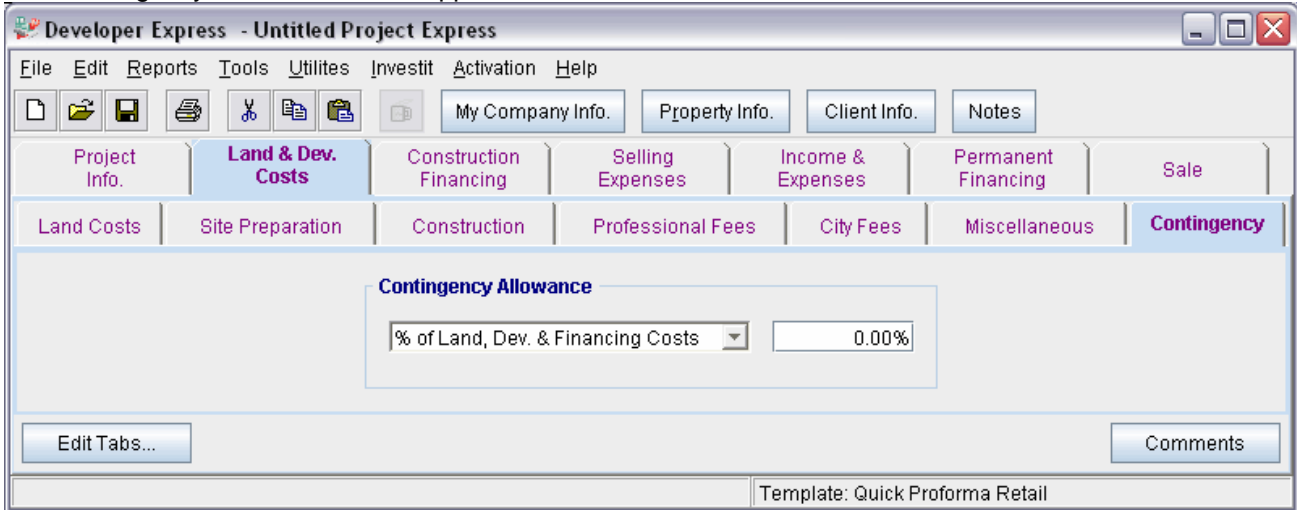 Developer Express - Untitled Project Express
File Edit Reports Tools Utilites Investit Activation Help
My Company Info. Property Info. Client Info. Notes
Project Info. Land & Dev. Costs Construction Financing Selling Expenses Income & Expenses Permanent Financing Sale
Land Costs Site Preparation Construction Professional Fees City Fees Miscellaneous Contingency
Contingency Allowance
% of Land, Dev. & Financing Costs 0.00%
Edit Tabs... Comments
Template: Quick Proforma Retail